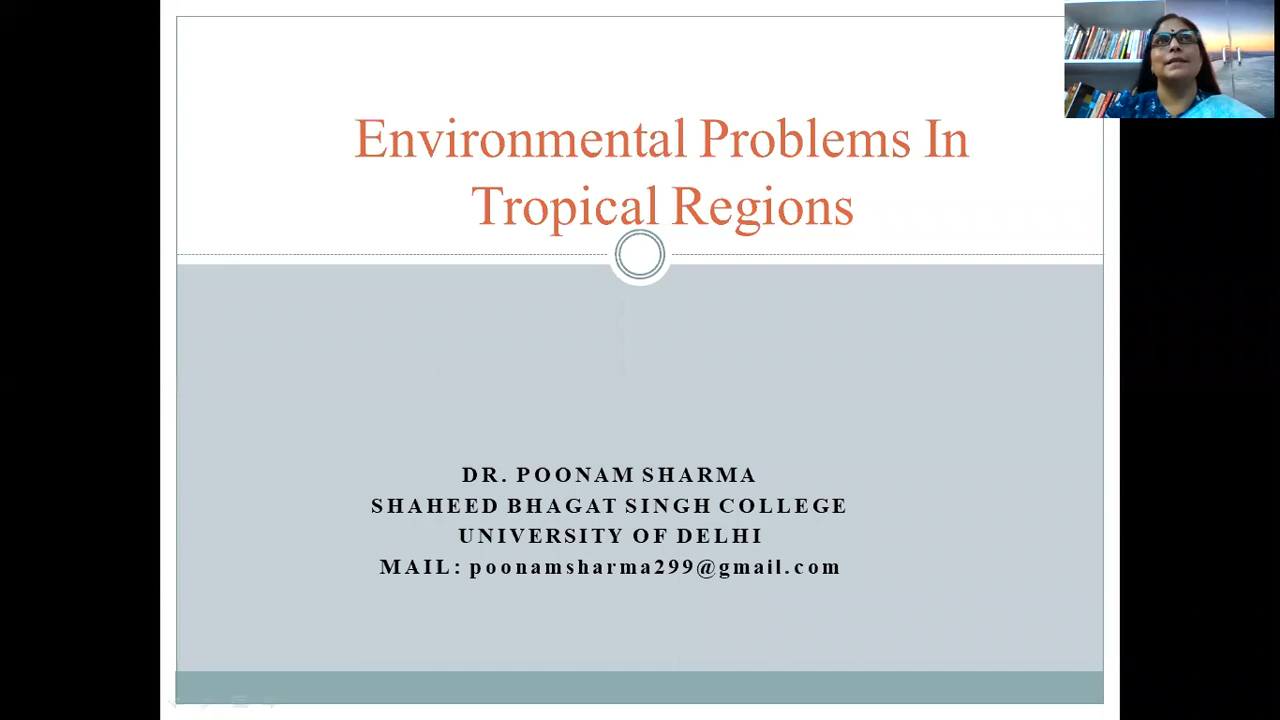 Environmental Problems In
Tropical Regions
DR. POONAM SHARMA
SHAHEED BHAGAT SINGH COLLEGE
UNIVERSITY OF DELHI
MAIL: poonamsharma299@gmail.com